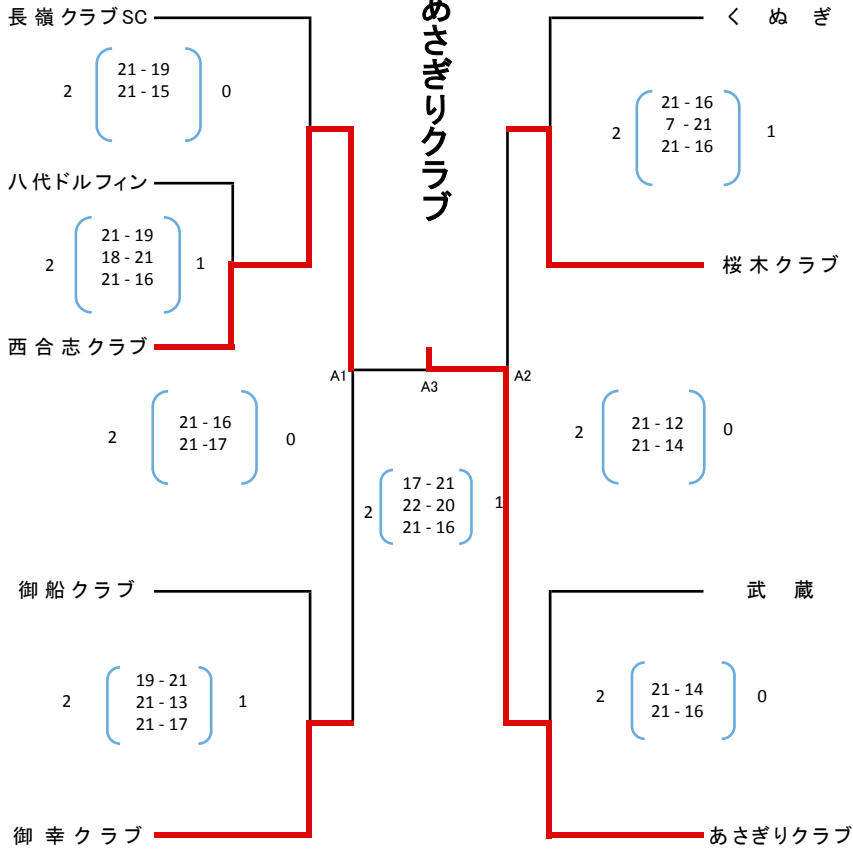 あさぎりクラブ
長嶺クラブSC
2
21 - 19
21 - 15
0
八代ドルフィン
2
21 - 19
18 - 21
21 - 16
1
西合志クラブ
2
21 - 16
21 -17
0
御船クラブ
2
19 - 21
21 - 13
21 - 17
1
御幸クラブ
A1
A3
A2
2
17 - 21
22 - 20
21 - 16
1
くぬぎ
2
21 - 16
7 - 21
21 - 16
1
桜木クラブ
2
21 - 12
21 - 14
0
武蔵
2
21 - 14
21 - 16
0
あさぎりクラブ